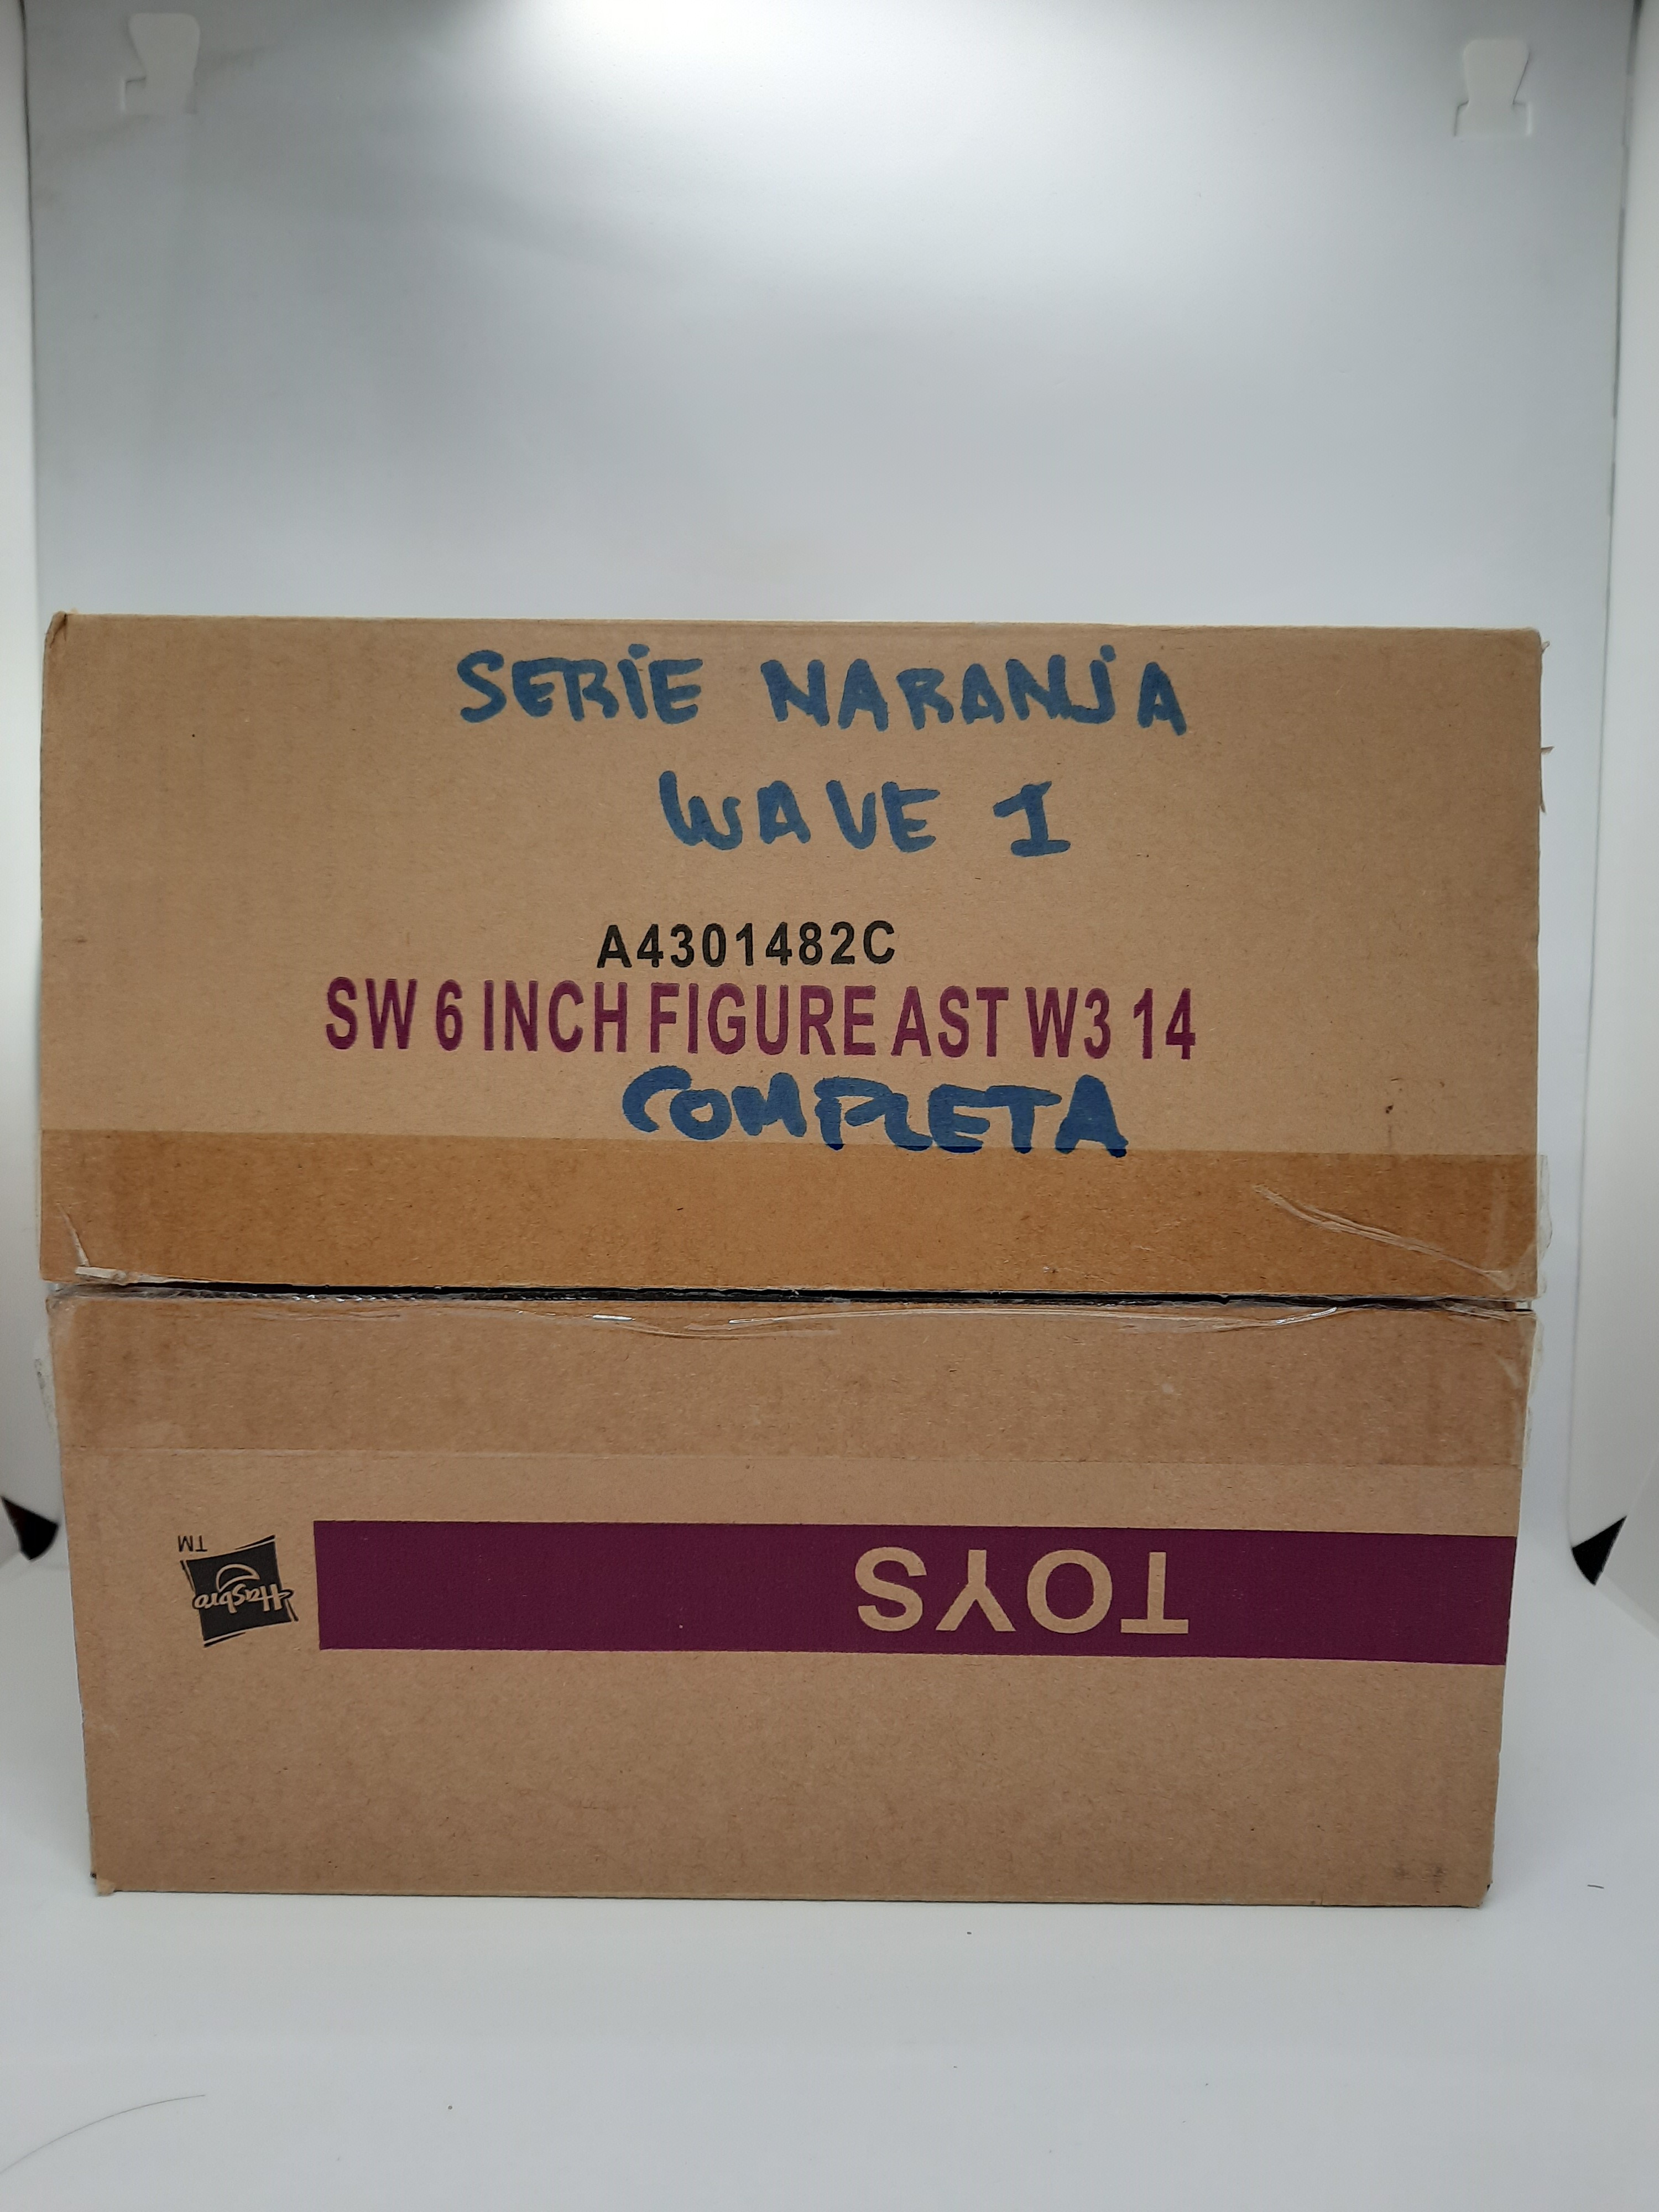 SERIE NARANJA
WAVE 1
A4301482C
SW 6 INCH FIGURE AST W3 14
COMPLETA
TOYS
Hasbro
TM